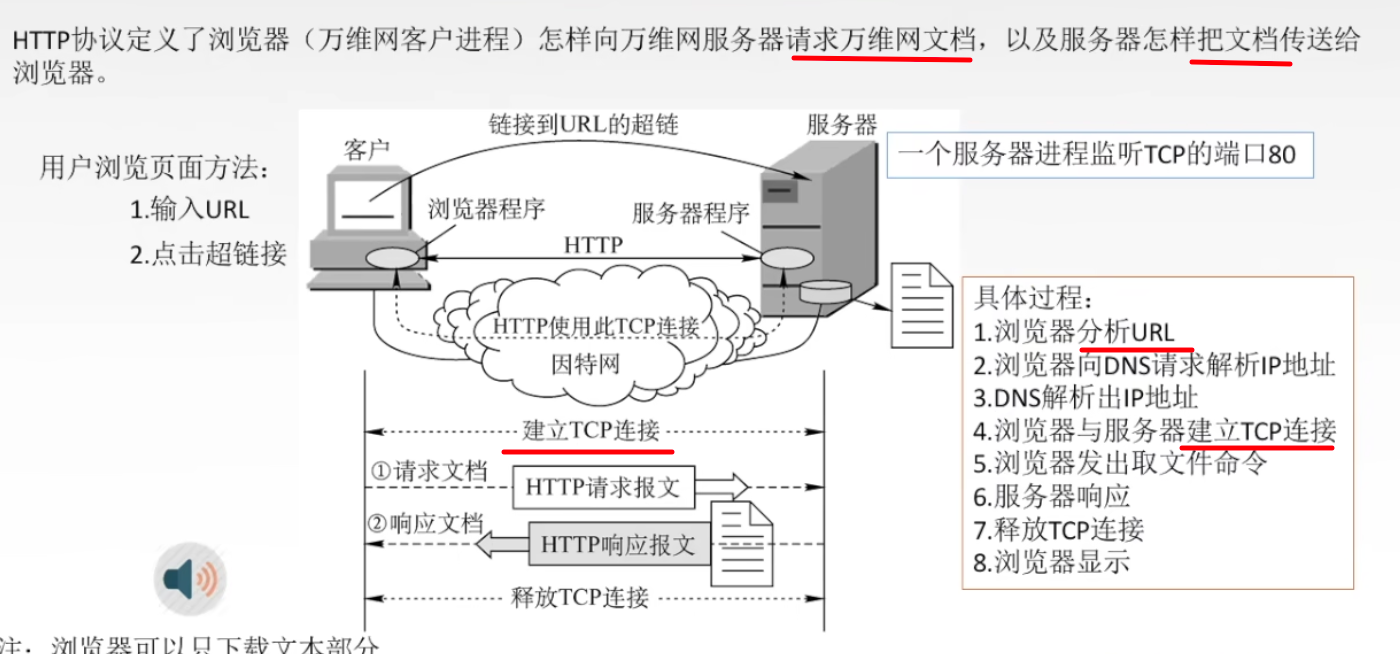 HTTP协议定义了浏览器（万维网客户进程）怎样向万维网服务器请求万维网文档，以及服务器怎样把文档传送给
浏览器。
用户浏览页面方法：
1.输入URL
2.点击超链接
链接到URL的超链
客户
服务器
浏览器程序
服务器程序
HTTP
HTTP使用此TCP连接
因特网
建立TCP连接
①请求文档
HTTP请求报文
②响应文档
HTTP响应报文
释放TCP连接
一个服务器进程监听TCP的端口80
具体过程：
1.浏览器分析URL
2.浏览器向DNS请求解析IP地址
3.DNS解析出IP地址
4.浏览器与服务器建立TCP连接
5.浏览器发出取文件命令
6.服务器响应
7.释放TCP连接
8.浏览器显示
注：浏览器可以只下载文本部分